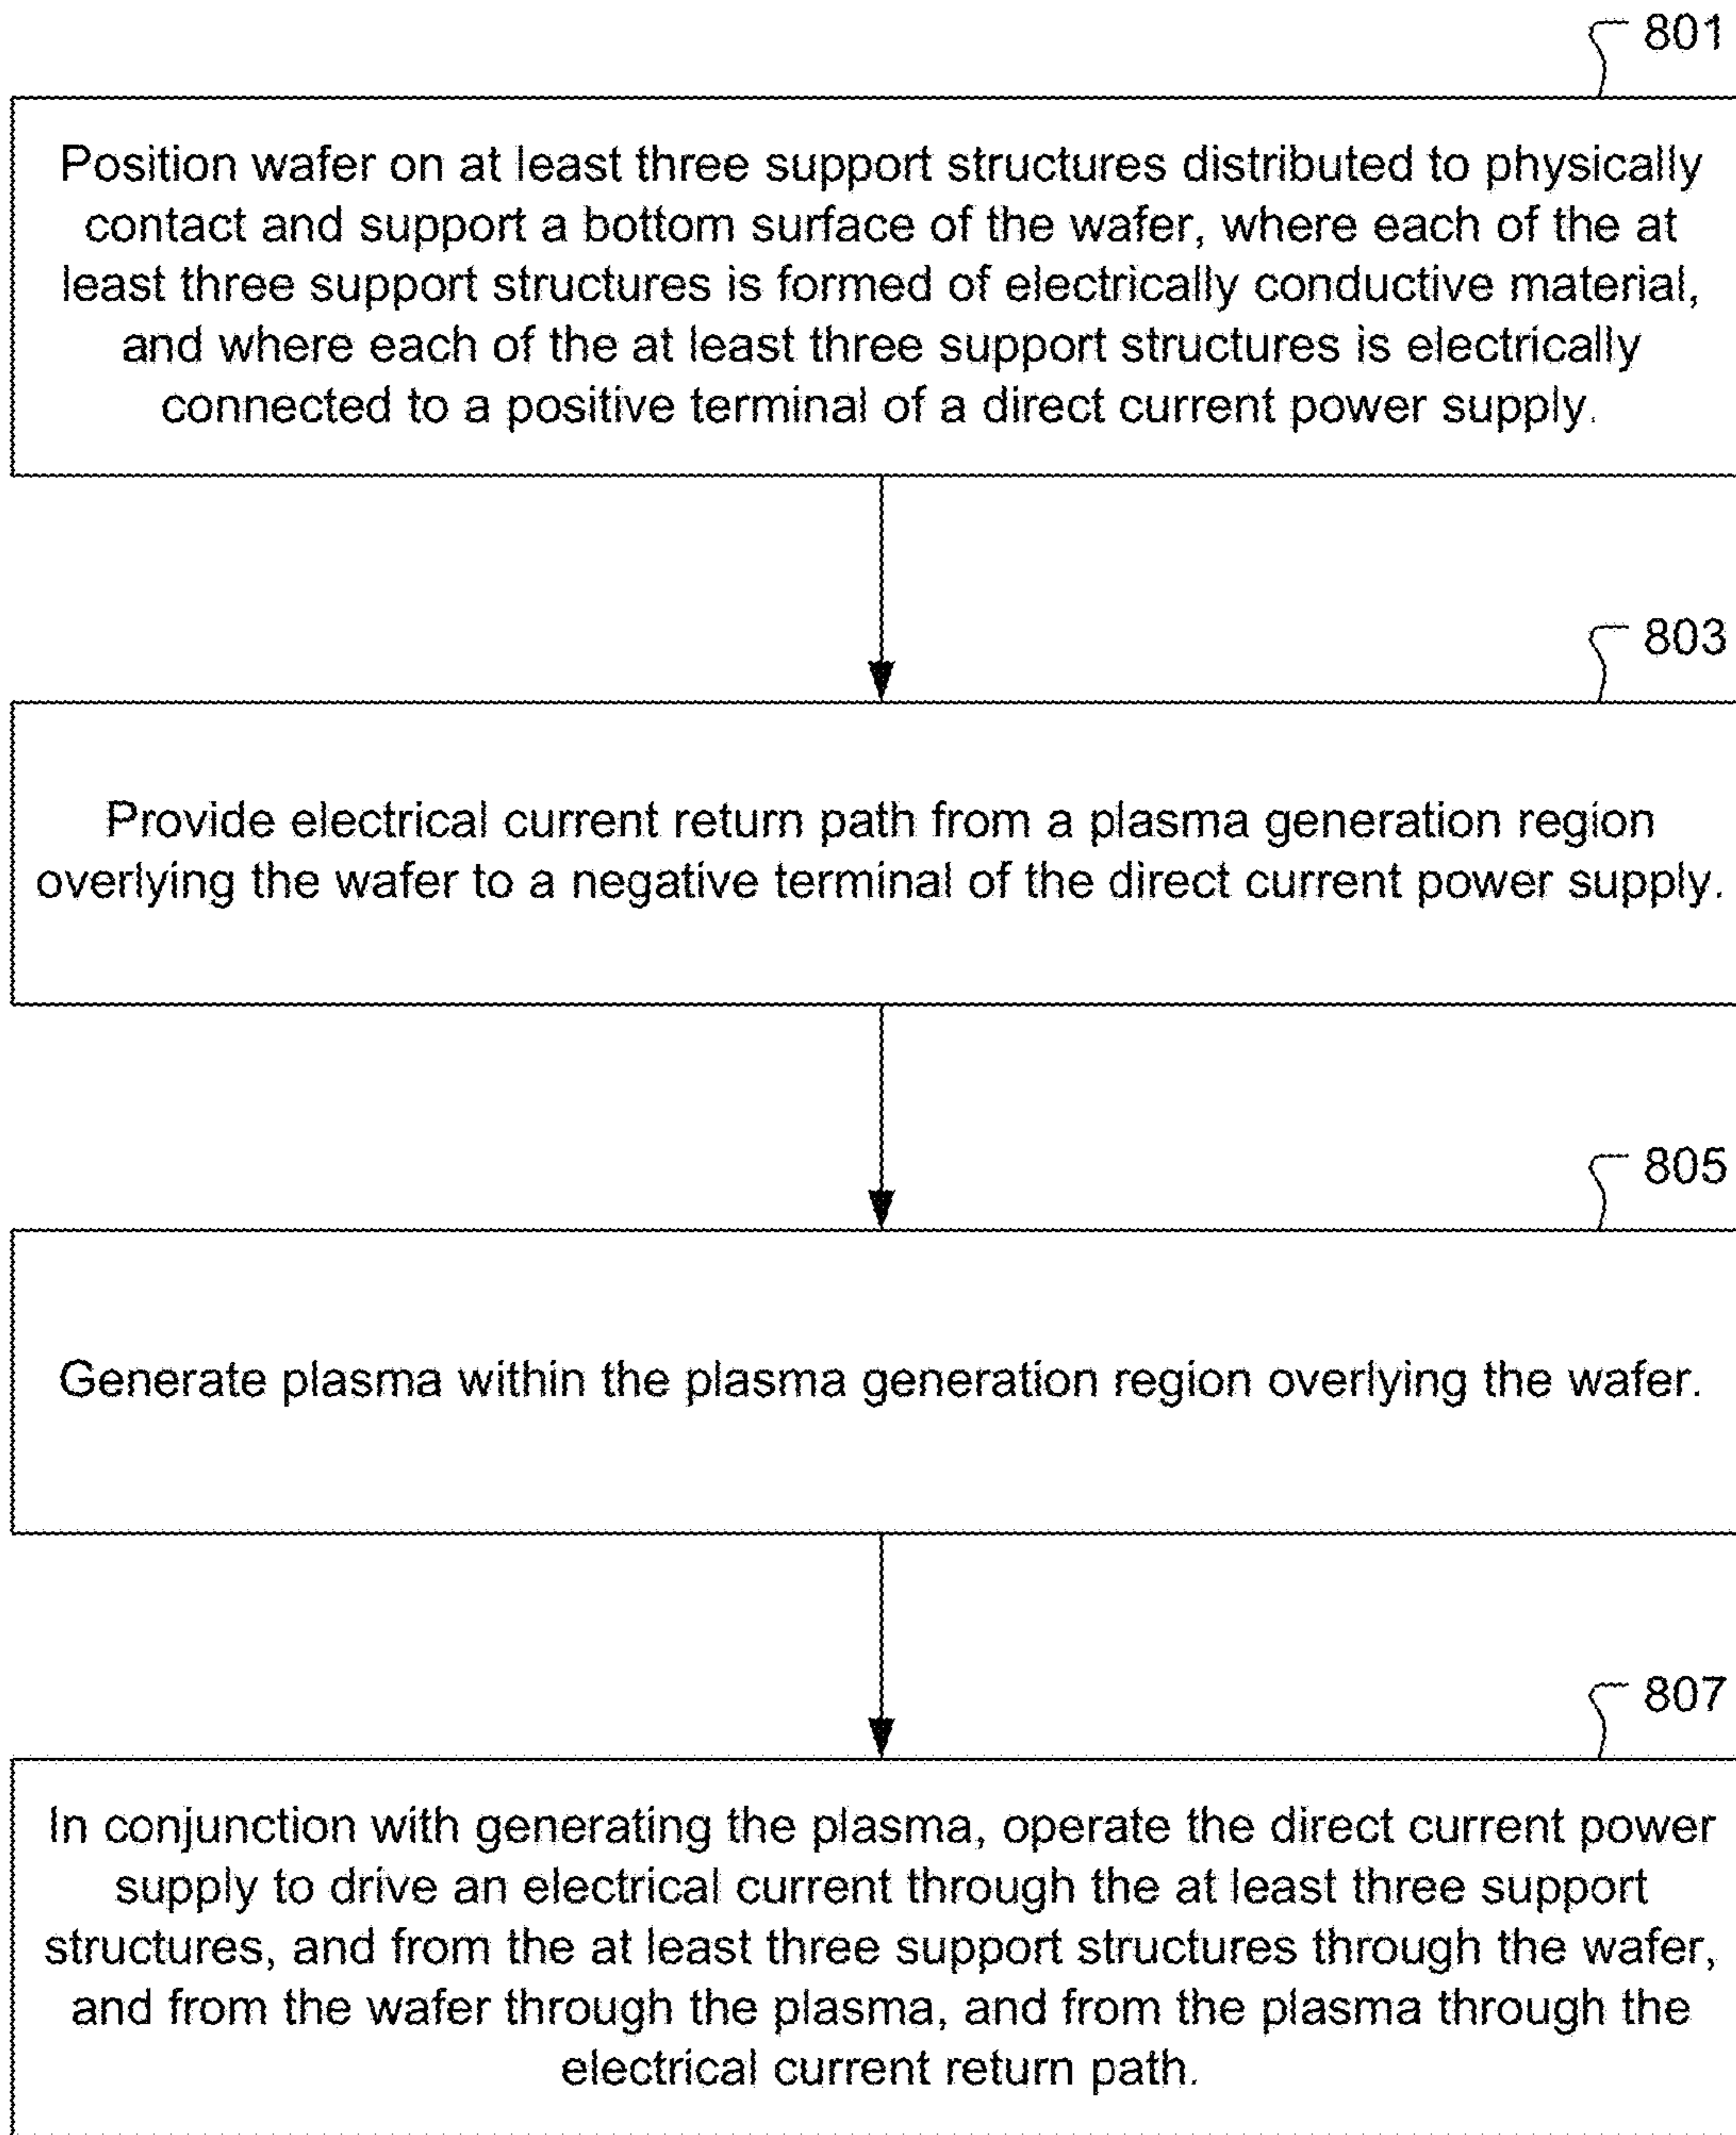 801
Position wafer on at least three support structures distributed to physically
contact and support a bottom surface of the wafer, where each of the at
least three support structures is formed of electrically conductive material,
and where each of the at least three support structures is electrically
connected to a positive terminal of a direct current power supply.
803
Provide electrical current return path from a plasma generation region
overlying the wafer to a negative terminal of the direct current power supply.
805
Generate plasma within the plasma generation region overlying the wafer.
807
In conjunction with generating the plasma, operate the direct current power
supply to drive an electrical current through the at least three support
structures, and from the at least three support structures through the wafer,
and from the wafer through the plasma, and from the plasma through the
electrical current return path.